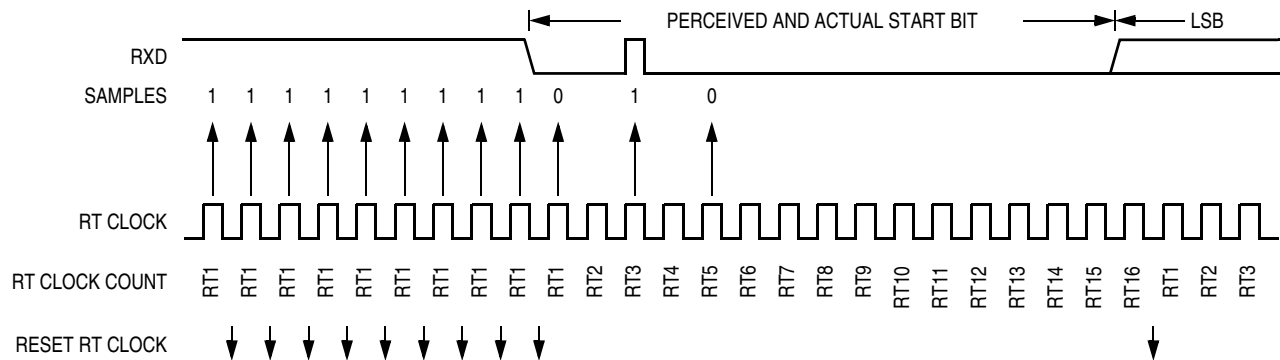 PERCEIVED AND ACTUAL START BIT LSB
RXD
SAMPLES 1 1 1 1 1 1 1 1 1 0 1 0
RT CLOCK
RT CLOCK COUNT RT1 RT1 RT1 RT1 RT1 RT1 RT1 RT1 RT1 RT1 RT2 RT3 RT4 RT5 RT6 RT7 RT8 RT9 RT10 RT11 RT12 RT13 RT14 RT15 RT16 RT1 RT2 RT3
RESET RT CLOCK